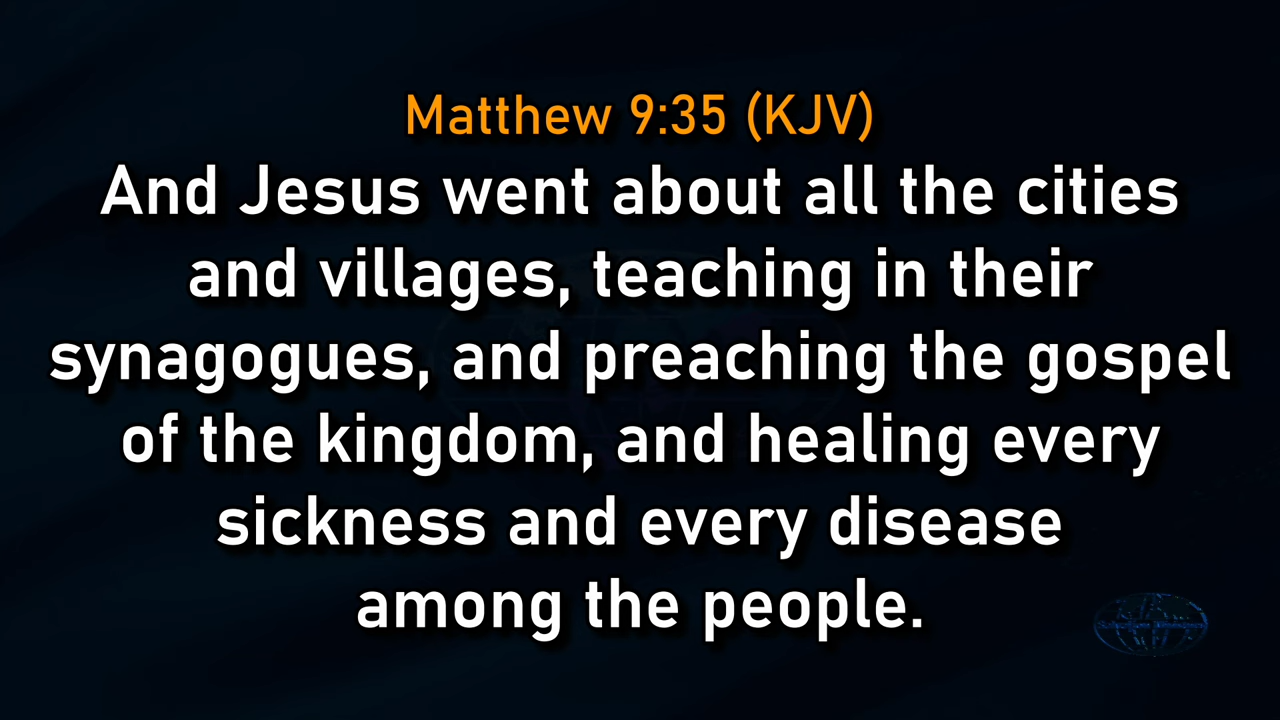 Matthew 9:35 (KJV)
And Jesus went about all the cities
and villages, teaching in their
synagogues, and preaching the gospel
of the kingdom, and healing every
sickness and every disease
among the people.